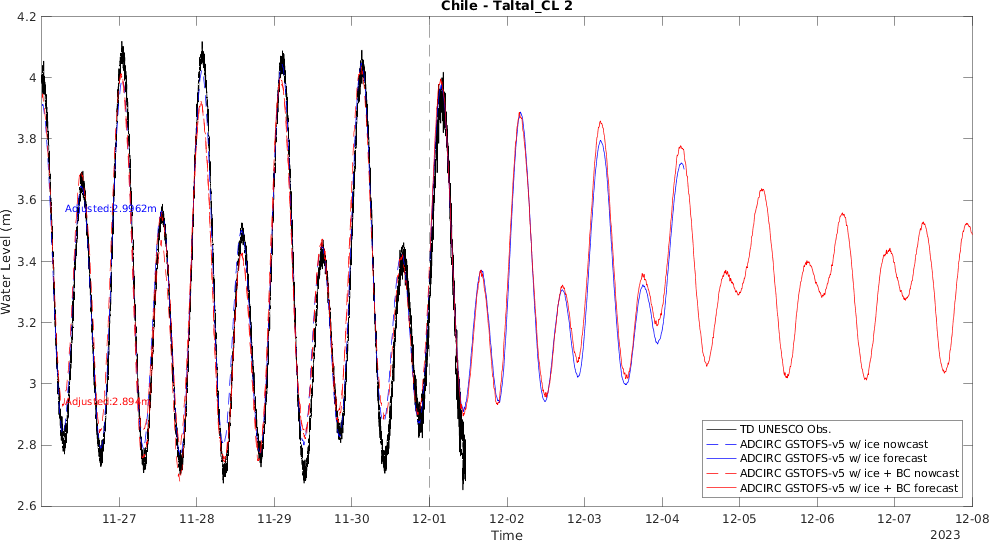 Chile - Taltal_CL 2
4.2
4
3.8
3.6
3.4
3.2
3
2.8
2.6
Water Level (m)
Adjusted:2.9962m
Adjusted:2.894m
TD UNESCO Obs.
ADCIRC GSTOFS-v5 w/ ice nowcast
ADCIRC GSTOFS-v5 w/ ice forecast
ADCIRC GSTOFS-v5 w/ ice + BC nowcast
ADCIRC GSTOFS-v5 w/ ice + BC forecast
11-27 11-28 11-29 11-30 12-01 12-02 12-03 12-04 12-05 12-06 12-07 12-08
Time
2023